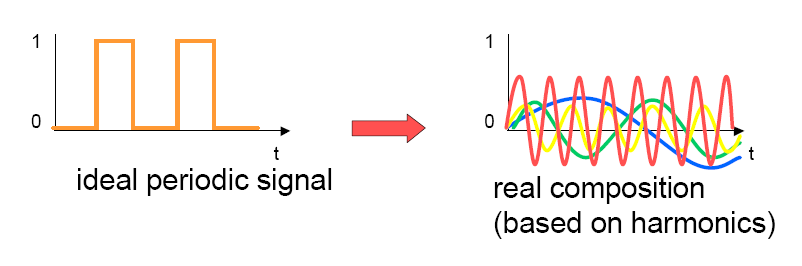 1
0
t
ideal periodic signal
1
0
t
real composition
(based on harmonics)